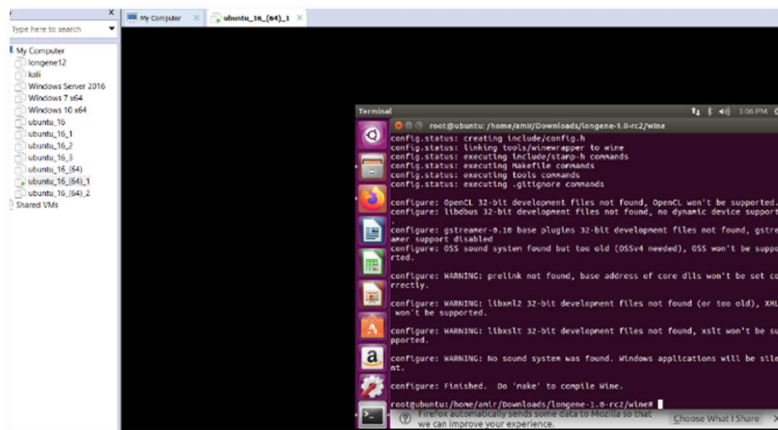 Type here to search
My Computer
longene12
kali
Windows Server 2016
Windows 7 x64
Windows 10 x64
ubuntu_16
ubuntu_16_1
ubuntu_16_2
ubuntu_16_3
ubuntu_16_(64)
ubuntu_16_(64)_1
ubuntu_16_(64)_2
Shared VMs
My Computer
ubuntu_16_(64)_1
Terminal
3:06 PM
root@ubuntu: /home/amir/Downloads/longene-1.0-rc2/wine
config.status: creating include/config.h
config.status: linking tools/winewrapper to wine
config.status: executing include/stamp-h commands
config.status: executing Makefile commands
config.status: executing tools commands
config.status: executing .gitignore commands
configure: OpenCL 32-bit development files not found, OpenCL won't be supported.
configure: libdbus 32-bit development files not found, no dynamic device support
.
configure: gstreamer-0.10 base plugins 32-bit development files not found, gstre
amer support disabled
configure: OSS sound system found but too old (OSSv4 needed), OSS won't be suppo
rted.
configure: WARNING: prelink not found, base address of core dlls won't be set co
rrectly.
configure: WARNING: libxml2 32-bit development files not found (or too old), XML
won't be supported.
configure: WARNING: libxslt 32-bit development files not found, xslt won't be su
pported.
configure: WARNING: No sound system was found. Windows applications will be sile
nt.
configure: Finished. Do 'make' to compile Wine.
root@ubuntu:/home/amir/Downloads/longene-1.0-rc2/wine#
Firefox automatically sends some data to Mozilla so that
we can improve your experience.
Choose What I Share